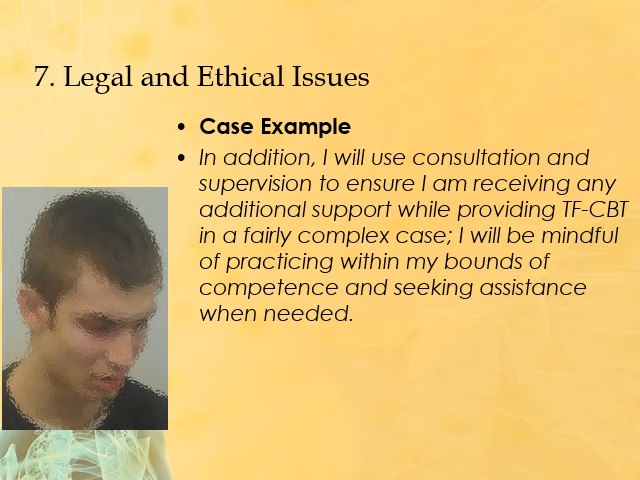 7. Legal and Ethical Issues
• Case Example
• In addition, I will use consultation and
supervision to ensure I am receiving any
additional support while providing TF-CBT
in a fairly complex case; I will be mindful
of practicing within my bounds of
competence and seeking assistance
when needed.